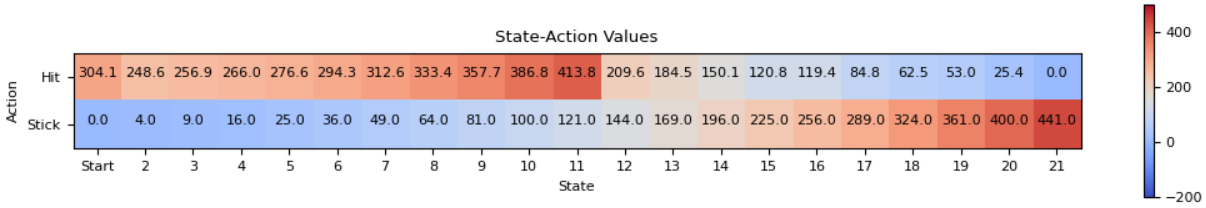 State-Action Values
400
200
0
-200
Action
Hit 304.1 248.6 256.9 266.0 276.6 294.3 312.6 333.4 357.7 386.8 413.8 209.6 184.5 150.1 120.8 119.4 84.8 62.5 53.0 25.4 0.0
Stick 0.0 4.0 9.0 16.0 25.0 36.0 49.0 64.0 81.0 100.0 121.0 144.0 169.0 196.0 225.0 256.0 289.0 324.0 361.0 400.0 441.0
Start 2 3 4 5 6 7 8 9 10 11 12 13 14 15 16 17 18 19 20 21
State